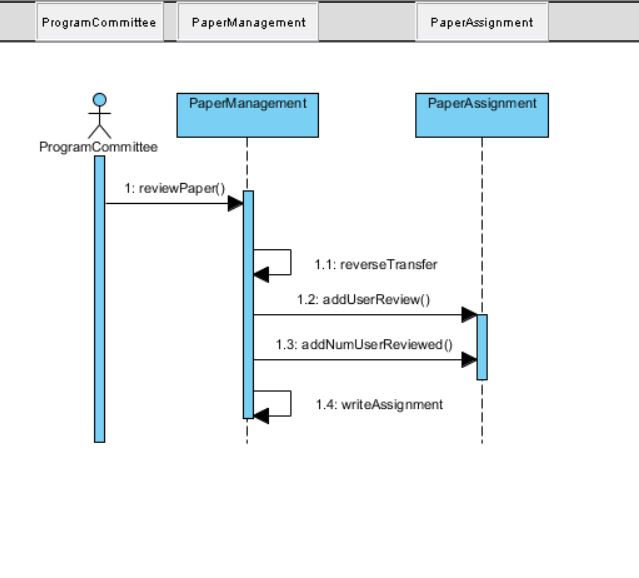 ProgramCommittee
PaperManagement
PaperAssignment
PaperManagement
PaperAssignment
ProgramCommittee
1: reviewPaper()
1.1: reverseTransfer
1.2: addUserReview()
1.3: addNumUserReviewed()
1.4: writeAssignment